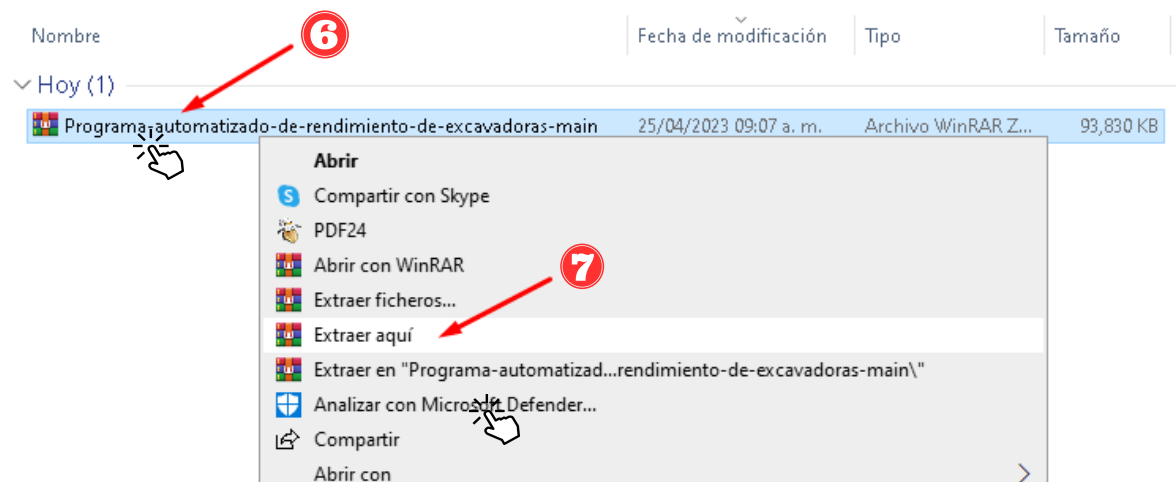 Nombre Fecha de modificación Tipo Tamaño
6
Hoy (1)
Programa-automatizado-de-rendimiento-de-excavadoras-main 25/04/2023 09:07 a. m. Archivo WinRAR Z... 93,830 KB
Abrir
Compartir con Skype
PDF24
Abrir con WinRAR
7
Extraer ficheros...
Extraer aquí
Extraer en "Programa-automatizad...rendimiento-de-excavadoras-main\"
Analizar con Microsoft Defender...
Compartir
Abrir con